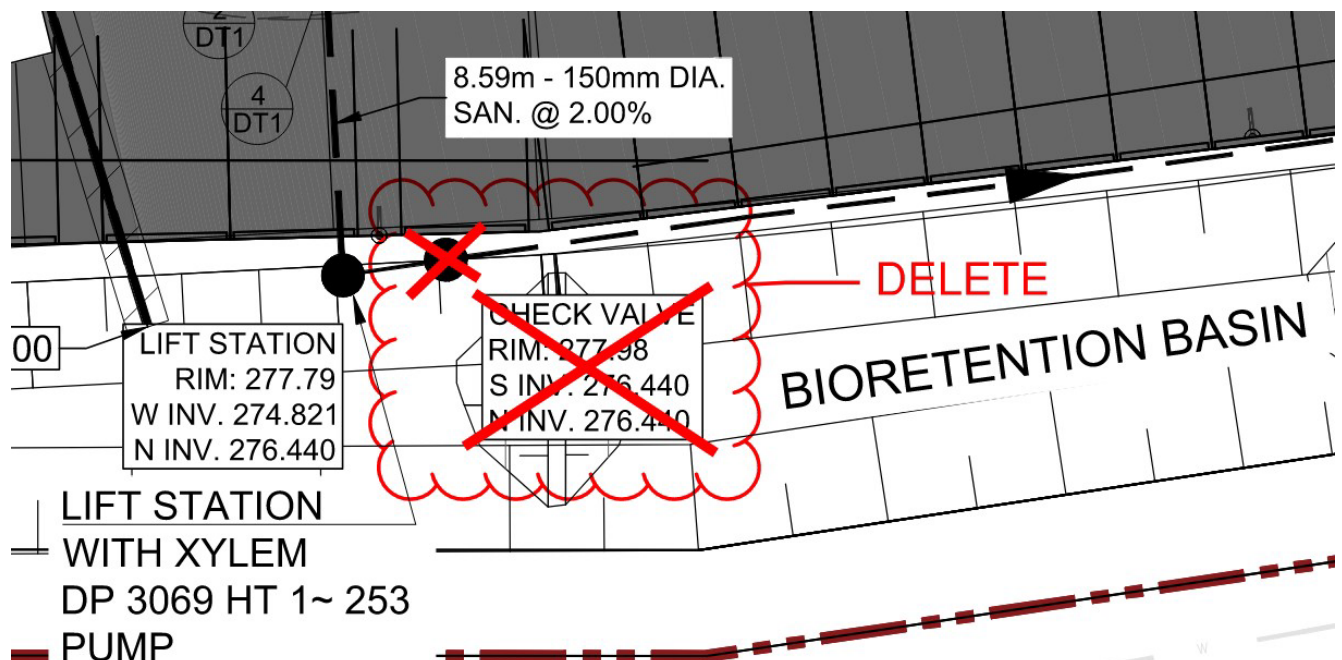 2
DT1
4
DT1
8.59m - 150mm DIA.
SAN. @ 2.00%
DELETE
CHECK VALVE
RIM: 277.98
S INV. 276.440
N INV. 276.440
BIORETENTION BASIN
00
LIFT STATION
RIM: 277.79
W INV. 274.821
N INV. 276.440
LIFT STATION
WITH XYLEM
DP 3069 HT 1~ 253
PUMP
W